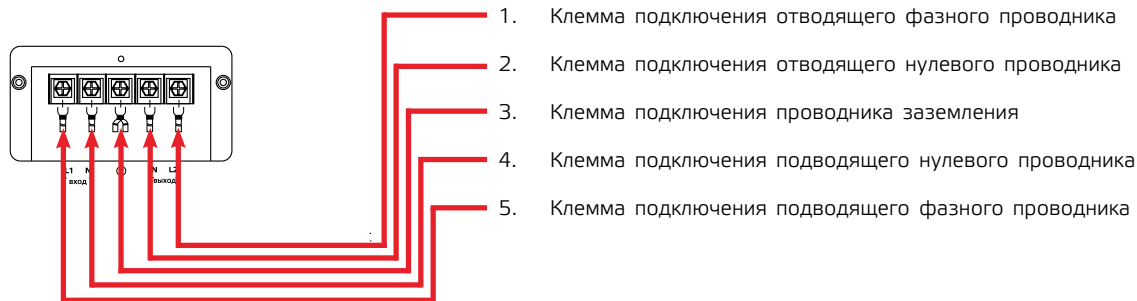 1. Клемма подключения отводящего фазного проводника
2. Клемма подключения отводящего нулевого проводника
3. Клемма подключения проводника заземления
4. Клемма подключения подводящего нулевого проводника
5. Клемма подключения подводящего фазного проводника
L1 N N L2
вход выход
: